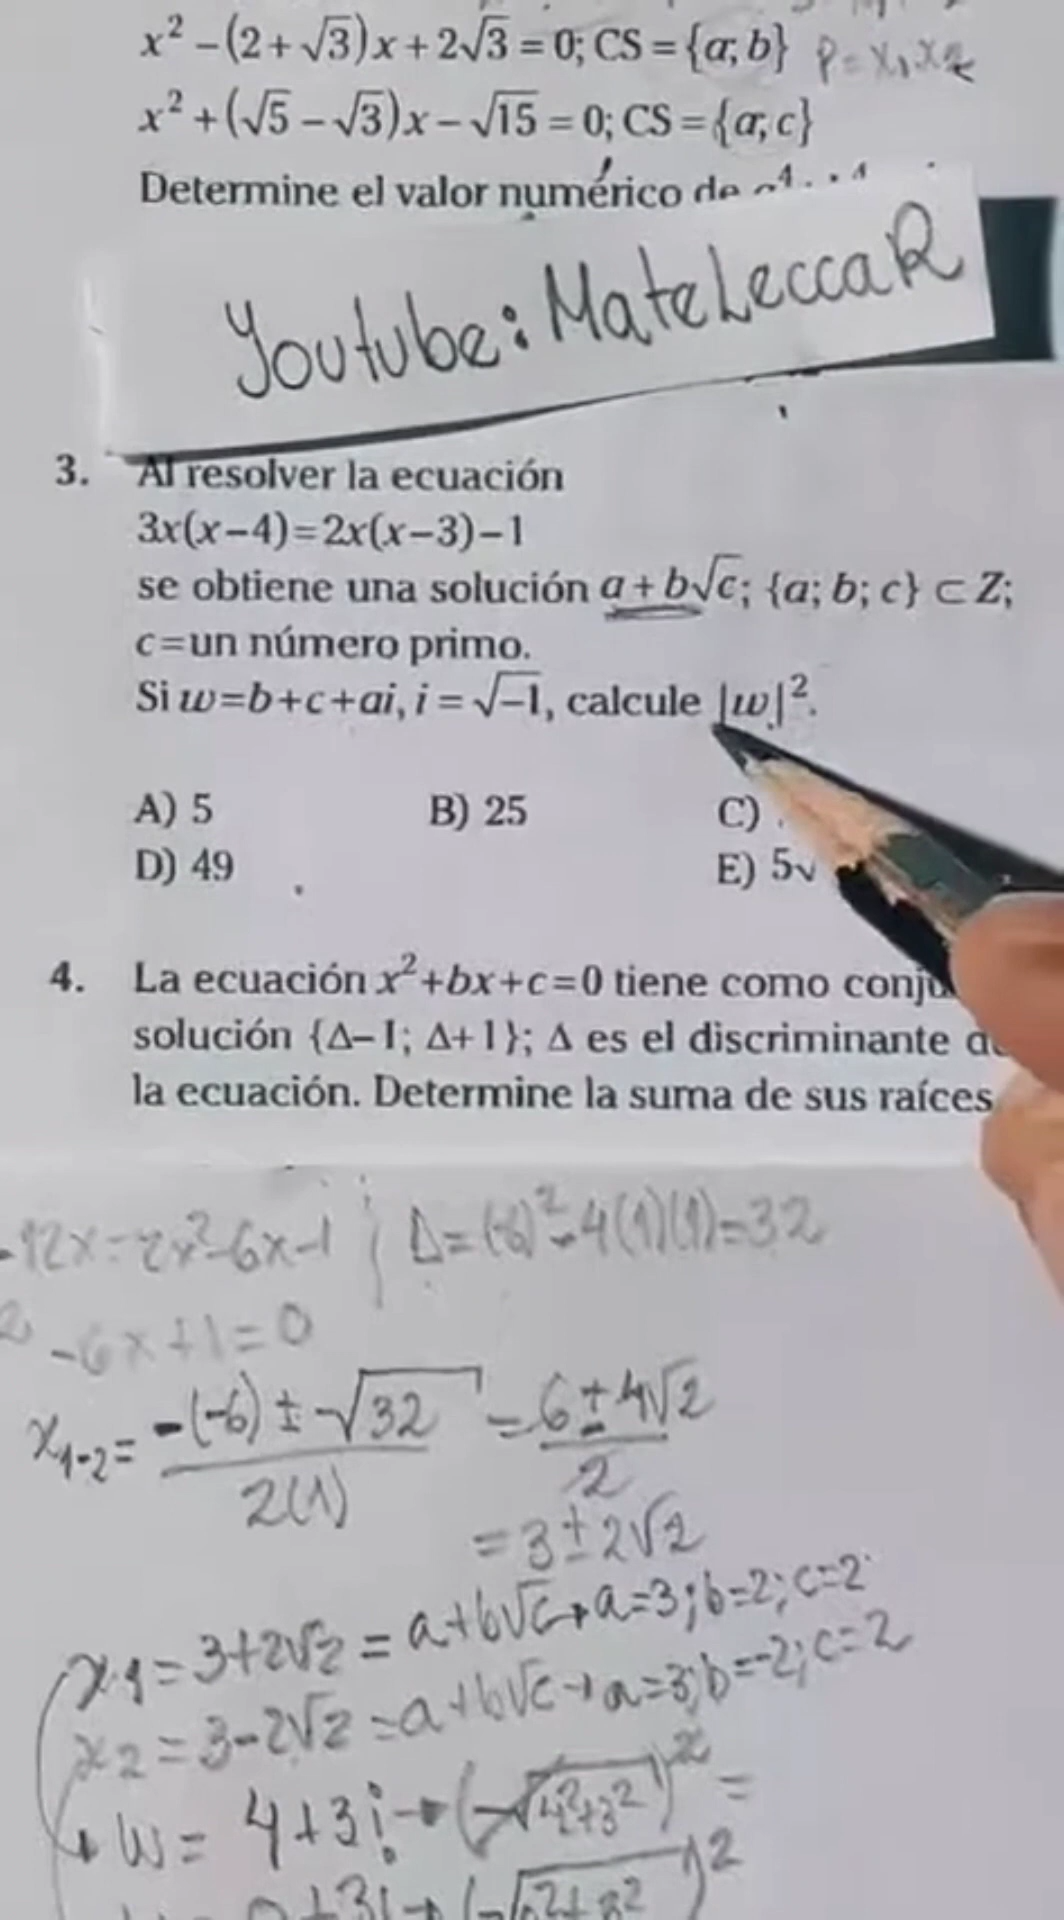 x² – (2 + √3)x + 2√3 = 0; CS = {a; b} P = x₁x₂
x² + (√5 – √3)x – √15 = 0; CS = {a; c}
Determine el valor numérico de
Youtube: MateLeccaR
3. Al resolver la ecuación
3x(x–4)=2x(x–3)–1
se obtiene una solución a + b√c; {a; b; c} ⊂ Z;
c=un número primo.
Si w=b+c+ai, i = √–1, calcule |w|².
A) 5 B) 25 C)
D) 49 E) 5√
4. La ecuación x²+bx+c=0 tiene como
solución {Δ–1; Δ+1}; Δ es el discriminante
la ecuación. Determine la suma de sus raíces
-12x=2x²-6x-1 Δ=(-6)²-4(1)(1)=32
-6x+1=0
x₁-₂ = -(-6) ± √32 / 2(1) = 6 ± 4√2 / 2
= 3 ± 2√2
x₁ = 3+2√2 = a+b√c → a=3; b=2; c=2
x₂ = 3-2√2 = a+b√c → a=3; b=-2; c=2
w = 4+3i → (√4²+3²)² =